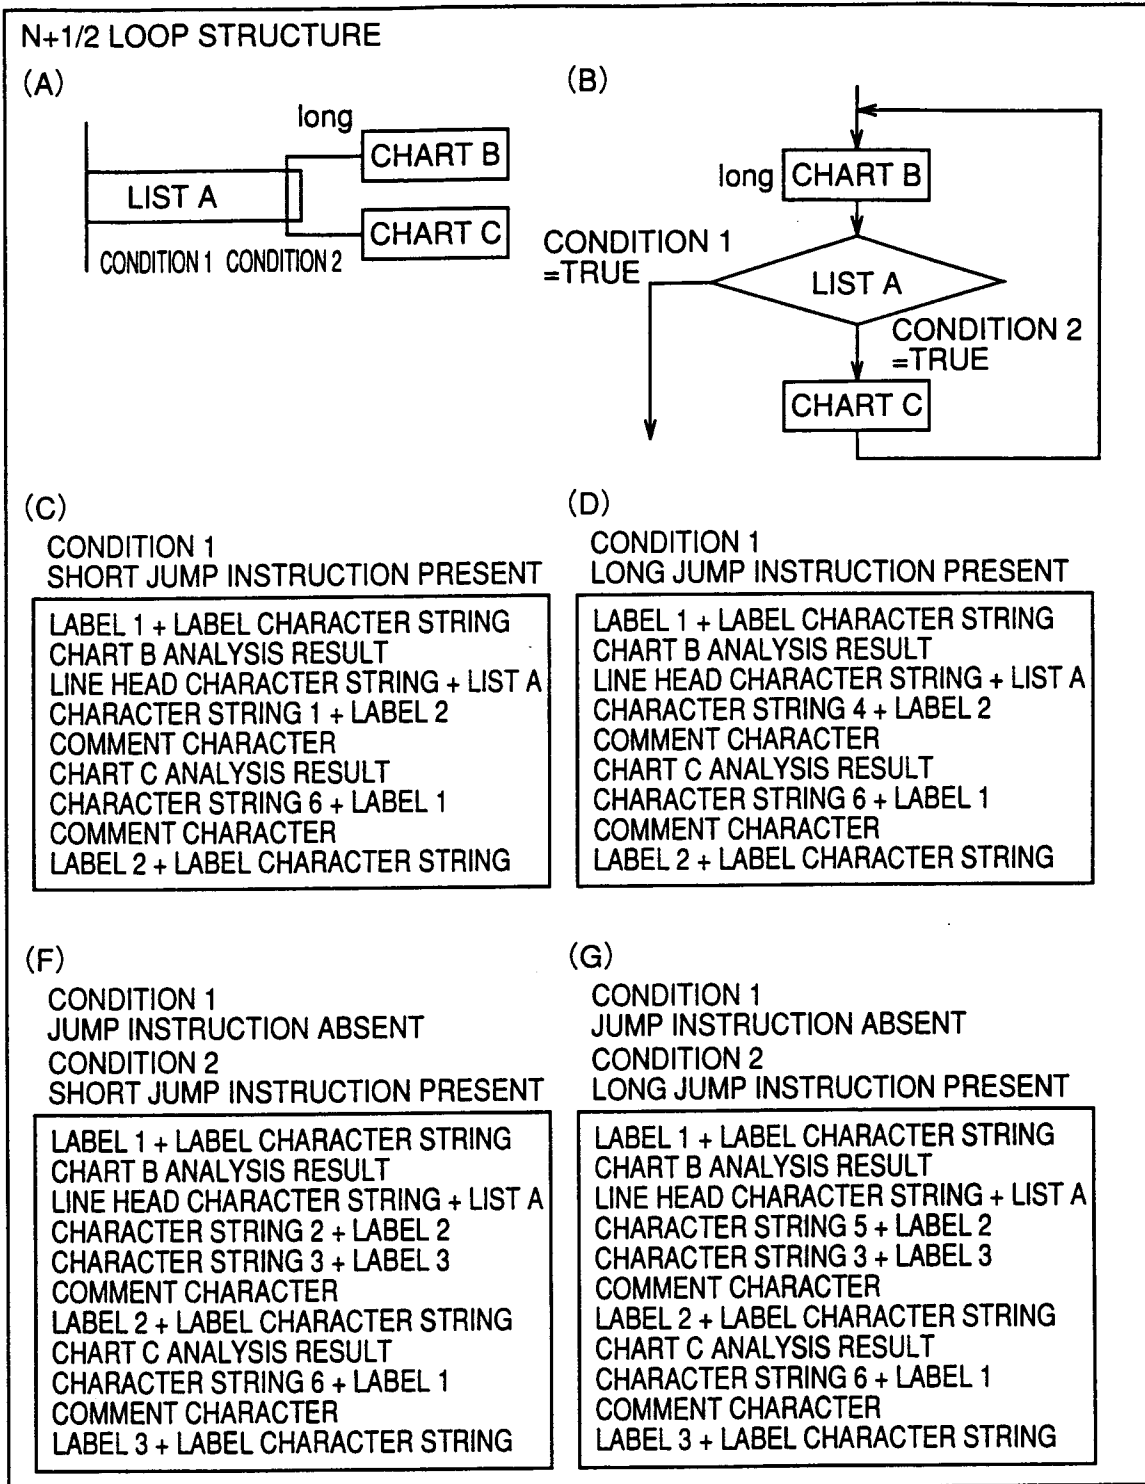 N+1/2 LOOP STRUCTURE
(A)
long
CHART B
LIST A
CHART C
CONDITION 1 CONDITION 2
(B)
long CHART B
CONDITION 1
=TRUE
LIST A
CONDITION 2
=TRUE
CHART C
(C)
CONDITION 1
SHORT JUMP INSTRUCTION PRESENT
LABEL 1 + LABEL CHARACTER STRING
CHART B ANALYSIS RESULT
LINE HEAD CHARACTER STRING + LIST A
CHARACTER STRING 1 + LABEL 2
COMMENT CHARACTER
CHART C ANALYSIS RESULT
CHARACTER STRING 6 + LABEL 1
COMMENT CHARACTER
LABEL 2 + LABEL CHARACTER STRING
(D)
CONDITION 1
LONG JUMP INSTRUCTION PRESENT
LABEL 1 + LABEL CHARACTER STRING
CHART B ANALYSIS RESULT
LINE HEAD CHARACTER STRING + LIST A
CHARACTER STRING 4 + LABEL 2
COMMENT CHARACTER
CHART C ANALYSIS RESULT
CHARACTER STRING 6 + LABEL 1
COMMENT CHARACTER
LABEL 2 + LABEL CHARACTER STRING
(F)
CONDITION 1
JUMP INSTRUCTION ABSENT
CONDITION 2
SHORT JUMP INSTRUCTION PRESENT
LABEL 1 + LABEL CHARACTER STRING
CHART B ANALYSIS RESULT
LINE HEAD CHARACTER STRING + LIST A
CHARACTER STRING 2 + LABEL 2
CHARACTER STRING 3 + LABEL 3
COMMENT CHARACTER
LABEL 2 + LABEL CHARACTER STRING
CHART C ANALYSIS RESULT
CHARACTER STRING 6 + LABEL 1
COMMENT CHARACTER
LABEL 3 + LABEL CHARACTER STRING
(G)
CONDITION 1
JUMP INSTRUCTION ABSENT
CONDITION 2
LONG JUMP INSTRUCTION PRESENT
LABEL 1 + LABEL CHARACTER STRING
CHART B ANALYSIS RESULT
LINE HEAD CHARACTER STRING + LIST A
CHARACTER STRING 5 + LABEL 2
CHARACTER STRING 3 + LABEL 3
COMMENT CHARACTER
LABEL 2 + LABEL CHARACTER STRING
CHART C ANALYSIS RESULT
CHARACTER STRING 6 + LABEL 1
COMMENT CHARACTER
LABEL 3 + LABEL CHARACTER STRING